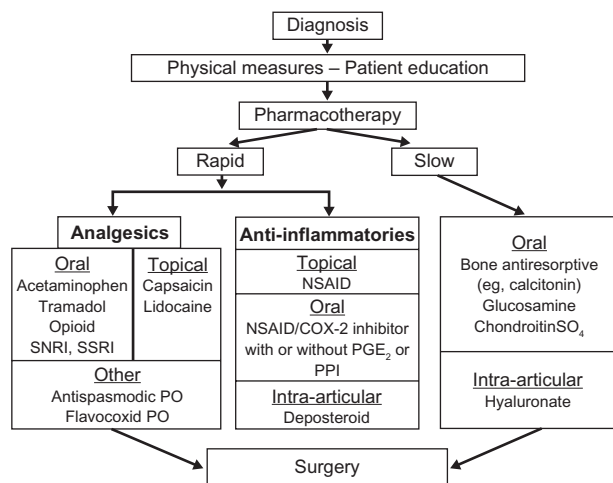 Diagnosis
Physical measures – Patient education
Pharmacotherapy
Rapid
Slow
Analgesics
Oral
Acetaminophen
Tramadol
Opioid
SNRI, SSRI
Topical
Capsaicin
Lidocaine
Other
Antispasmodic PO
Flavocoxid PO
Anti-inflammatories
Topical
NSAID
Oral
NSAID/COX-2 inhibitor
with or without PGE₂ or
PPI
Intra-articular
Deposteroid
Oral
Bone antiresorptive
(eg, calcitonin)
Glucosamine
ChondroitinSO₄
Intra-articular
Hyaluronate
Surgery